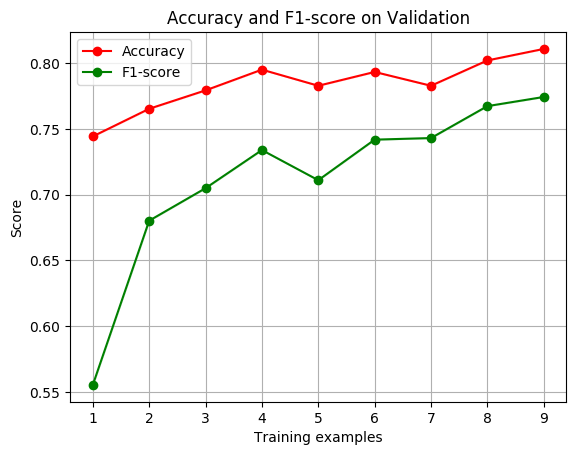 Accuracy and F1-score on Validation
Accuracy
F1-score
0.80
0.75
0.70
0.65
0.60
0.55
Score
1 2 3 4 5 6 7 8 9
Training examples